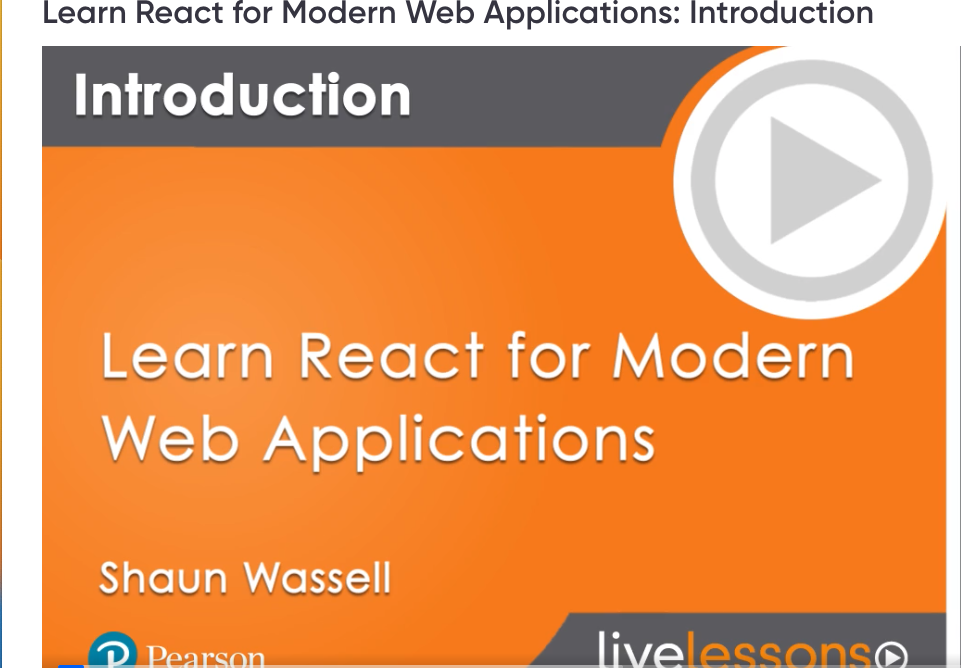 Learn React for Modern Web Applications: Introduction
Introduction
Learn React for Modern
Web Applications
Shaun Wassell
Pearson
livelessons